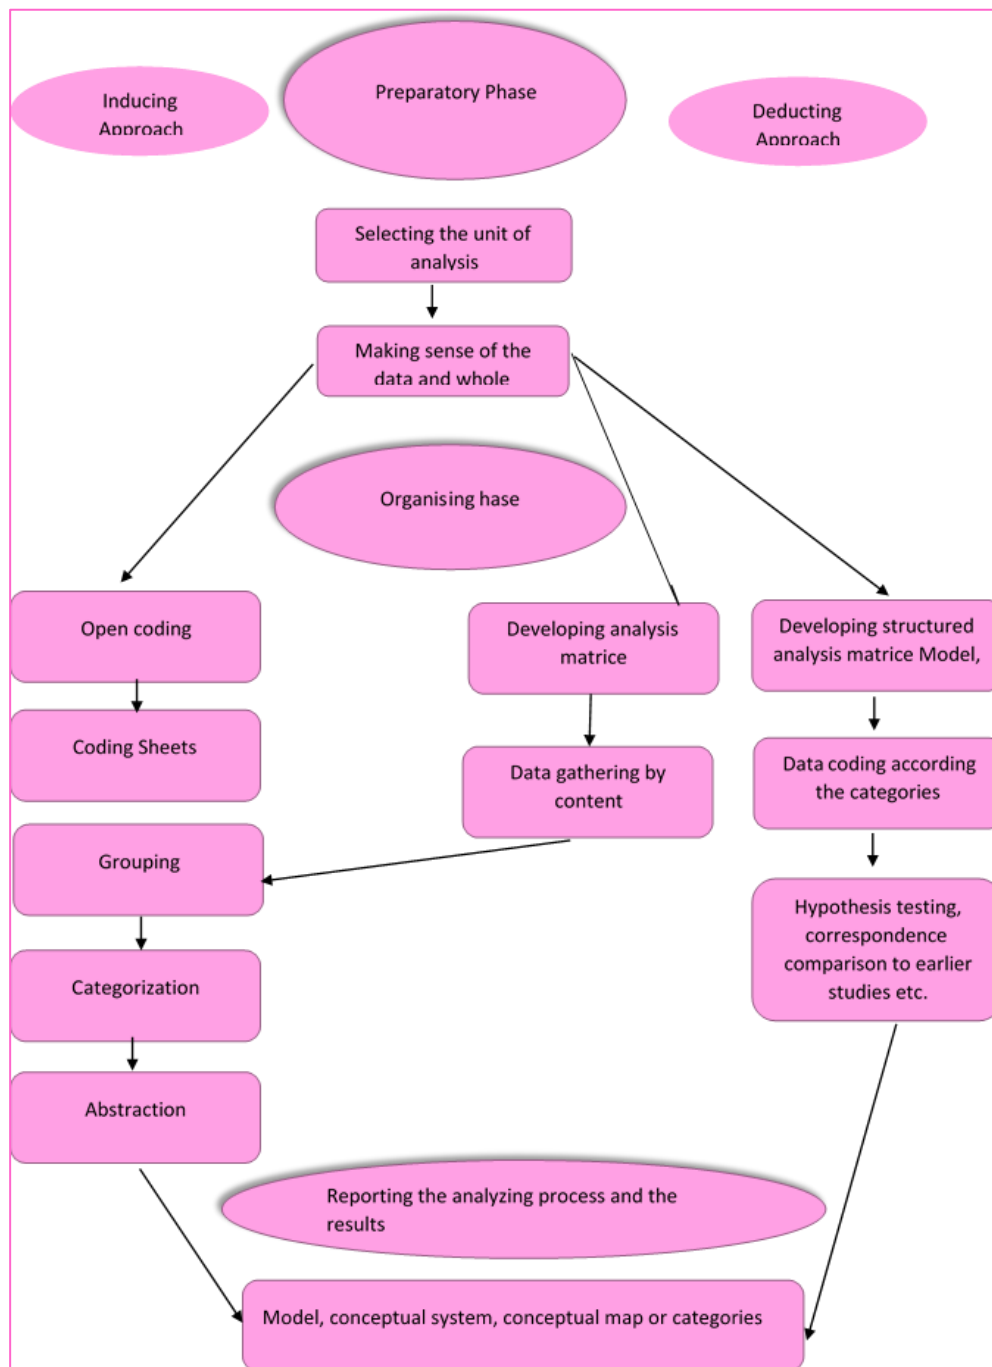 Preparatory Phase
Inducing
Approach
Deducting
Approach
Selecting the unit of
analysis
Making sense of the
data and whole
Organising hase
Open coding
Developing analysis
matrice
Developing structured
analysis matrice Model,
Coding Sheets
Data gathering by
content
Data coding according
the categories
Grouping
Hypothesis testing,
correspondence
comparison to earlier
studies etc.
Categorization
Abstraction
Reporting the analyzing process and the
results
Model, conceptual system, conceptual map or categories